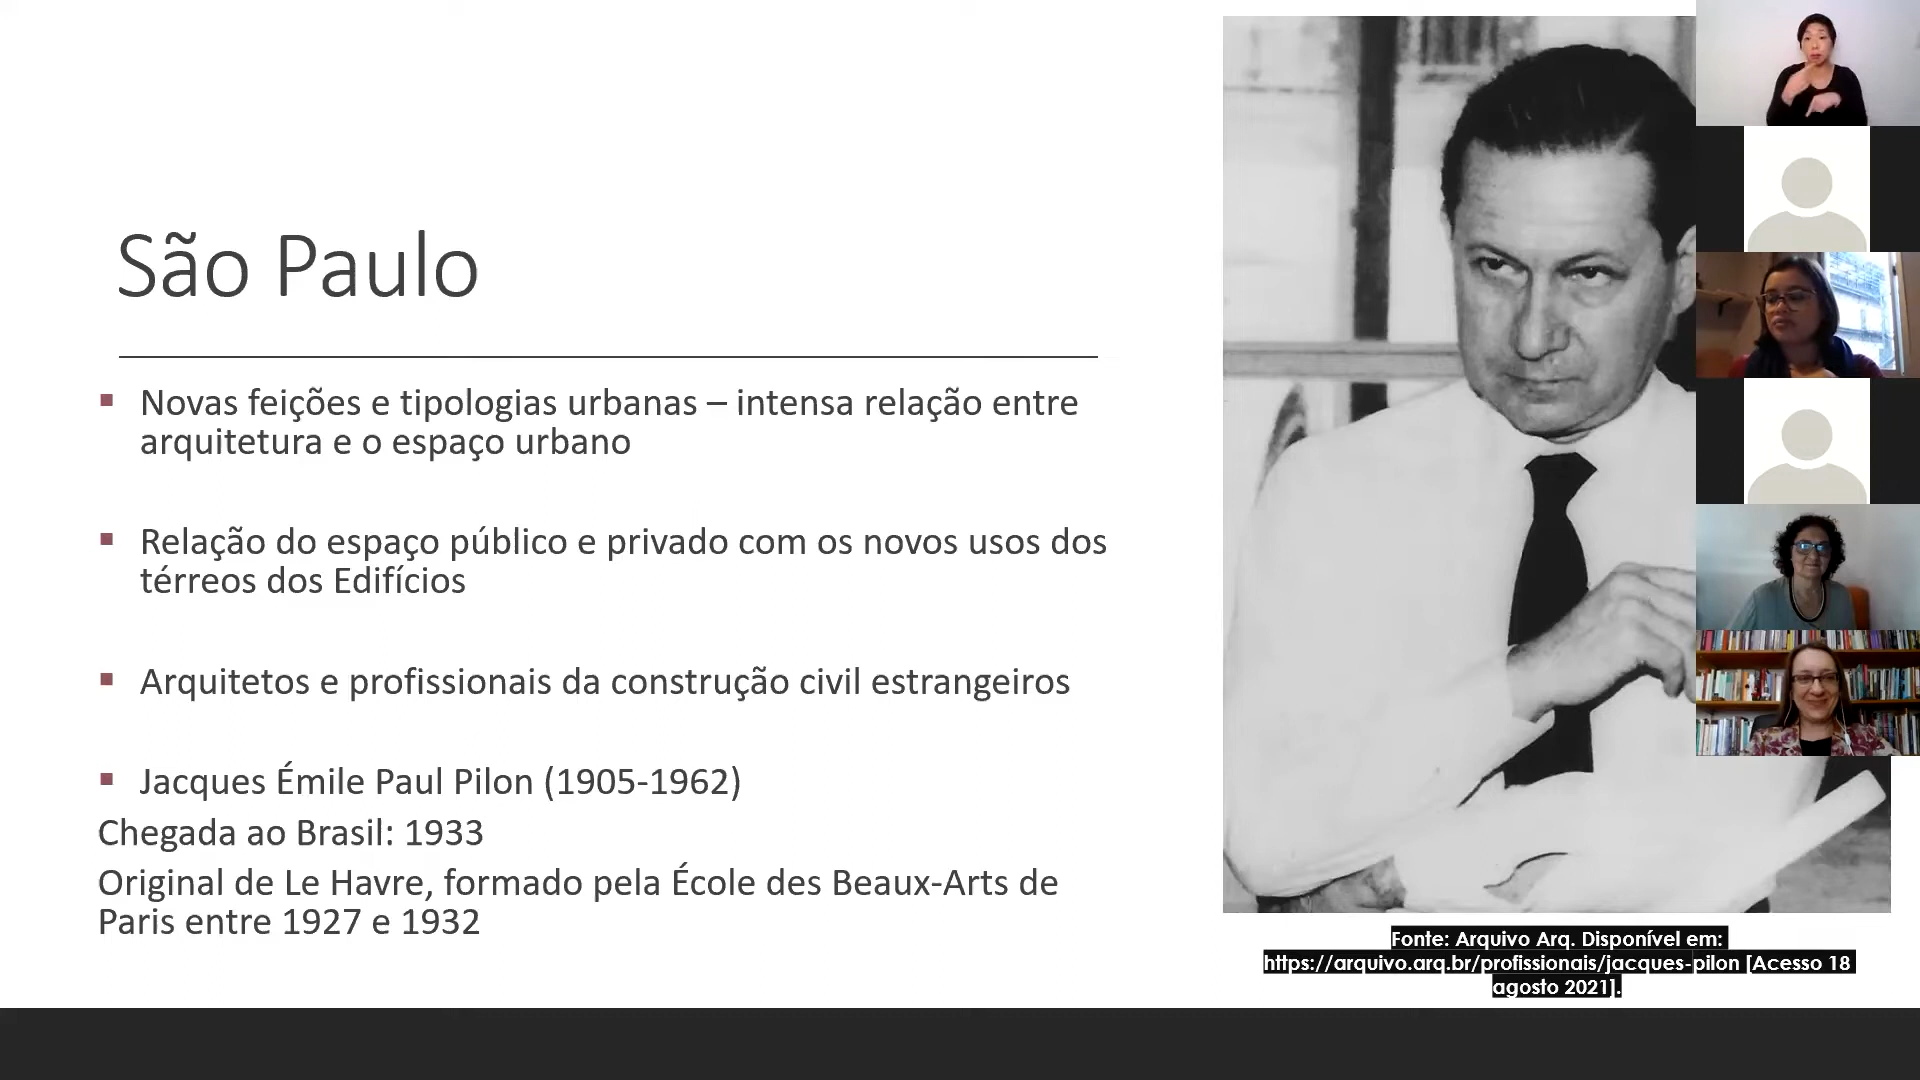 São Paulo
Novas feições e tipologias urbanas – intensa relação entre
arquitetura e o espaço urbano
Relação do espaço público e privado com os novos usos dos
térreos dos Edifícios
Arquitetos e profissionais da construção civil estrangeiros
Jacques Émile Paul Pilon (1905-1962)
Chegada ao Brasil: 1933
Original de Le Havre, formado pela École des Beaux-Arts de
Paris entre 1927 e 1932
Fonte: Arquivo Arq. Disponível em:
https://arquivo.arq.br/profissionais/jacques-pilon [Acesso 18
agosto 2021].